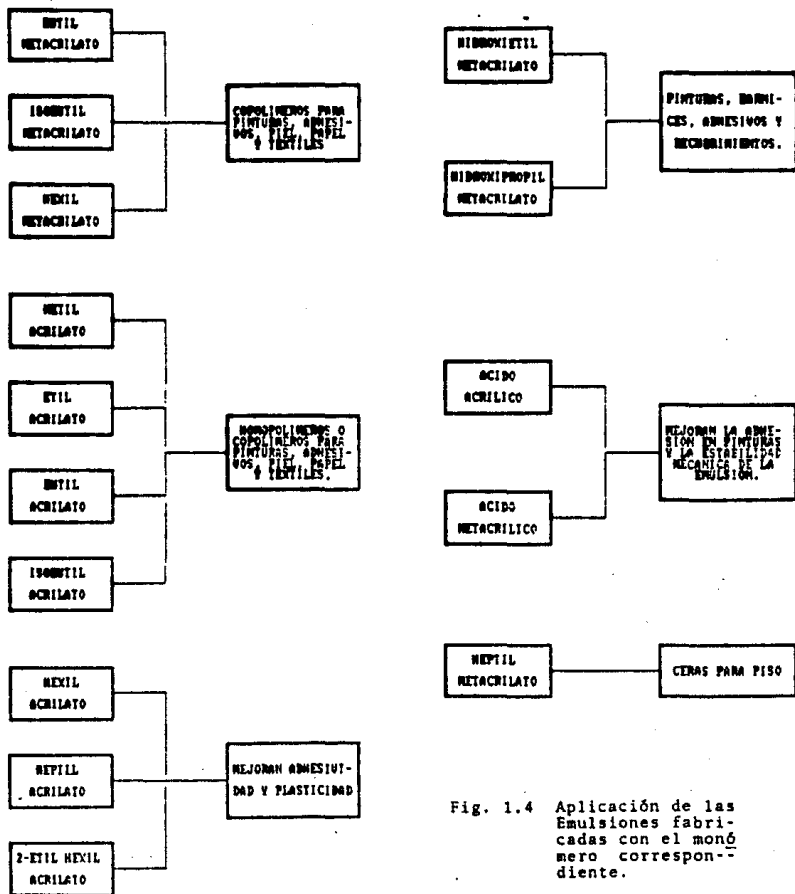 BUTIL
METACRILATO
ISOBUTIL
METACRILATO
HEXIL
METACRILATO
COPOLIMEROS PARA
PINTURAS, ADHESI-
VOS, PIEL, PAPEL
Y TEXTILES
METIL
ACRILATO
ETIL
ACRILATO
BUTIL
ACRILATO
ISOBUTIL
ACRILATO
HOMOPOLIMEROS O
COPOLIMEROS PARA
PINTURAS, ADHESI-
VOS, PIEL, PAPEL
Y TEXTILES.
HEXIL
ACRILATO
HEPTIL
ACRILATO
2-ETIL HEXIL
ACRILATO
MEJORAN ADHESIVI-
DAD Y PLASTICIDAD
HIDROXIETIL
METACRILATO
HIDROXIPROPIL
METACRILATO
PINTURAS, BARNI-
CES, ADHESIVOS Y
RECUBRIMIENTOS.
ACIDO
ACRILICO
ACIDO
METACRILICO
MEJORAN LA ADHE-
SION EN PINTURAS
Y LA ESTABILIDAD
MECANICA DE LA
EMULSION.
HEPTIL
METACRILATO
CERAS PARA PISO
Fig. 1.4 Aplicación de las
Emulsiones fabri-
cadas con el monó
mero correspon--
diente.